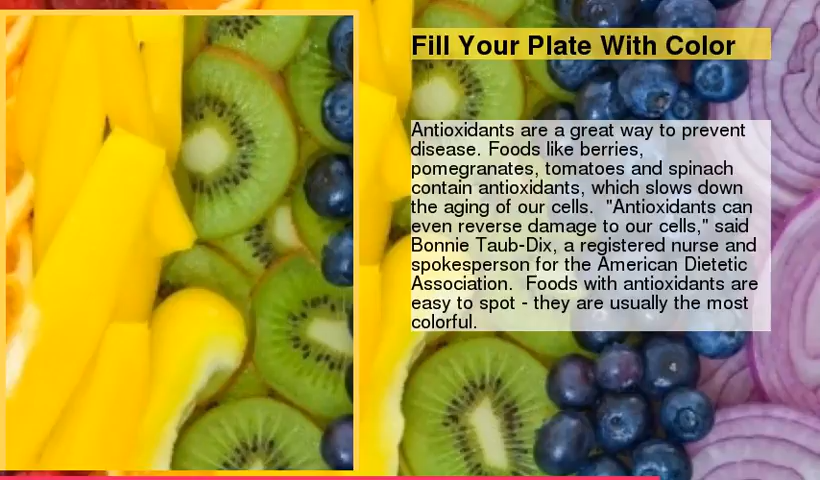 Fill Your Plate With Color
Antioxidants are a great way to prevent
disease. Foods like berries,
pomegranates, tomatoes and spinach
contain antioxidants, which slows down
the aging of our cells.  "Antioxidants can
even reverse damage to our cells," said
Bonnie Taub-Dix, a registered nurse and
spokesperson for the American Dietetic
Association.  Foods with antioxidants are
easy to spot - they are usually the most
colorful.